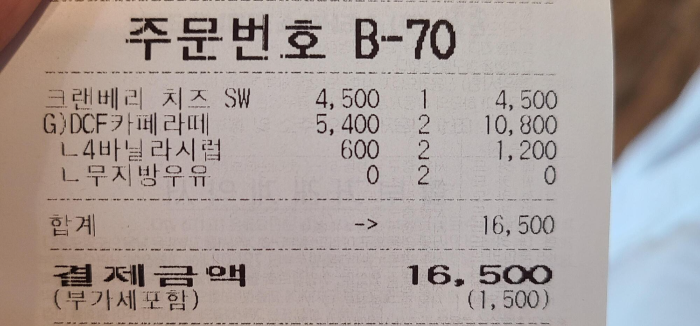 주문번호 B-70
크랜베리 치즈 SW 4,500 1 4,500
G)DCF카페라떼 5,400 2 10,800
ㄴ4바닐라시럽 600 2 1,200
ㄴ무지방우유 0 2 0
합계 -> 16,500
결제금액 16,500
(부가세포함) (1,500)